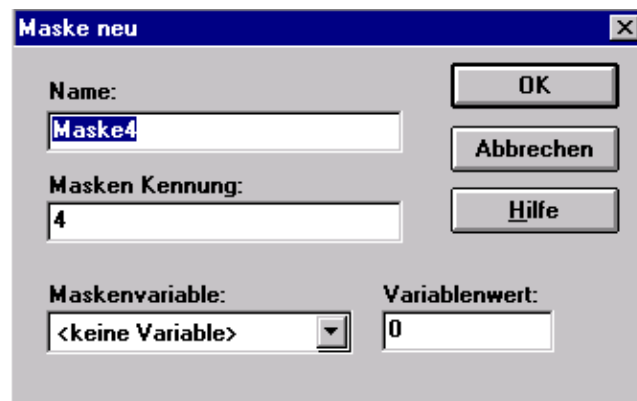 Maske neu
Name:
Maske4
Masken Kennung:
4
Maskenvariable:
<keine Variable>
Variablenwert:
0
OK
Abbrechen
Hilfe